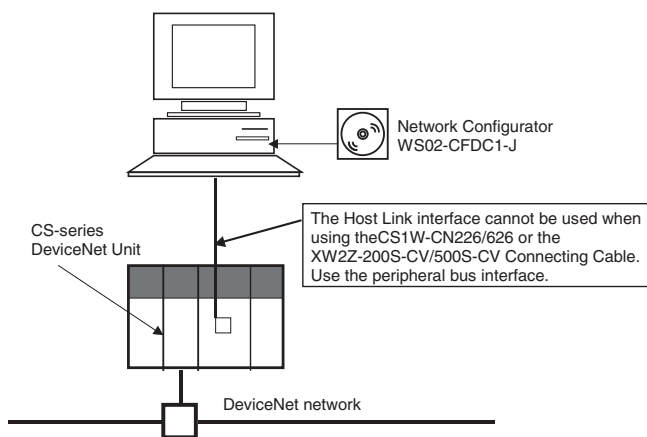 Network Configurator
WS02-CFDC1-J
The Host Link interface cannot be used when
using theCS1W-CN226/626 or the
XW2Z-200S-CV/500S-CV Connecting Cable.
Use the peripheral bus interface.
CS-series
DeviceNet Unit
DeviceNet network